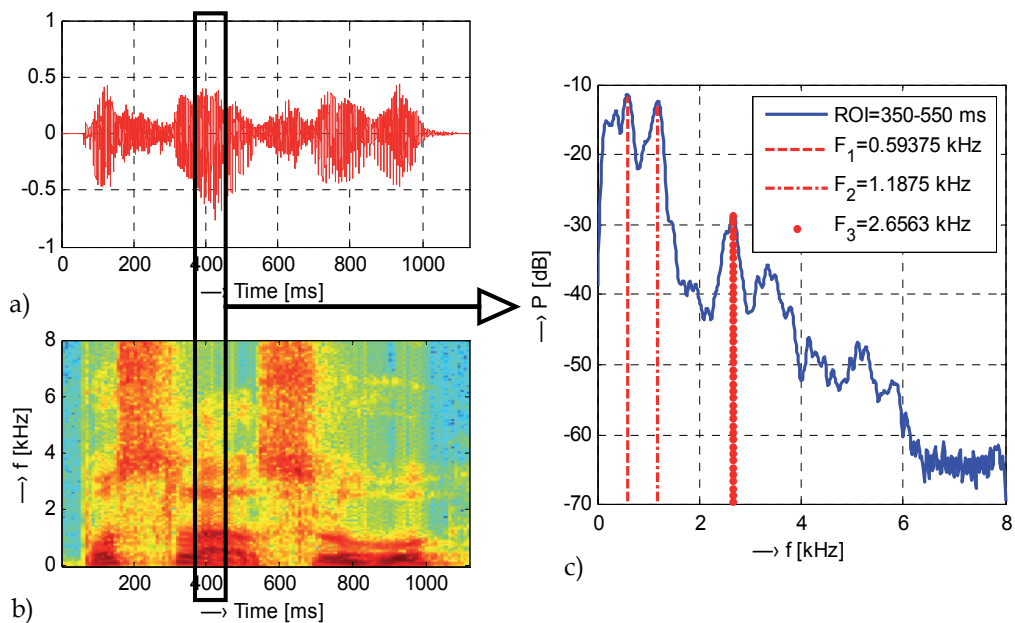 1
0.5
0
-0.5
-1
0 200 400 600 800 1000
—> Time [ms]
a)
8
6
4
2
0
—> f [kHz]
200 400 600 800 1000
—> Time [ms]
b)
-10
-20
-30
-40
-50
-60
-70
—> P [dB]
ROI=350-550 ms
F1=0.59375 kHz
F2=1.1875 kHz
F3=2.6563 kHz
0 2 4 6 8
—> f [kHz]
c)